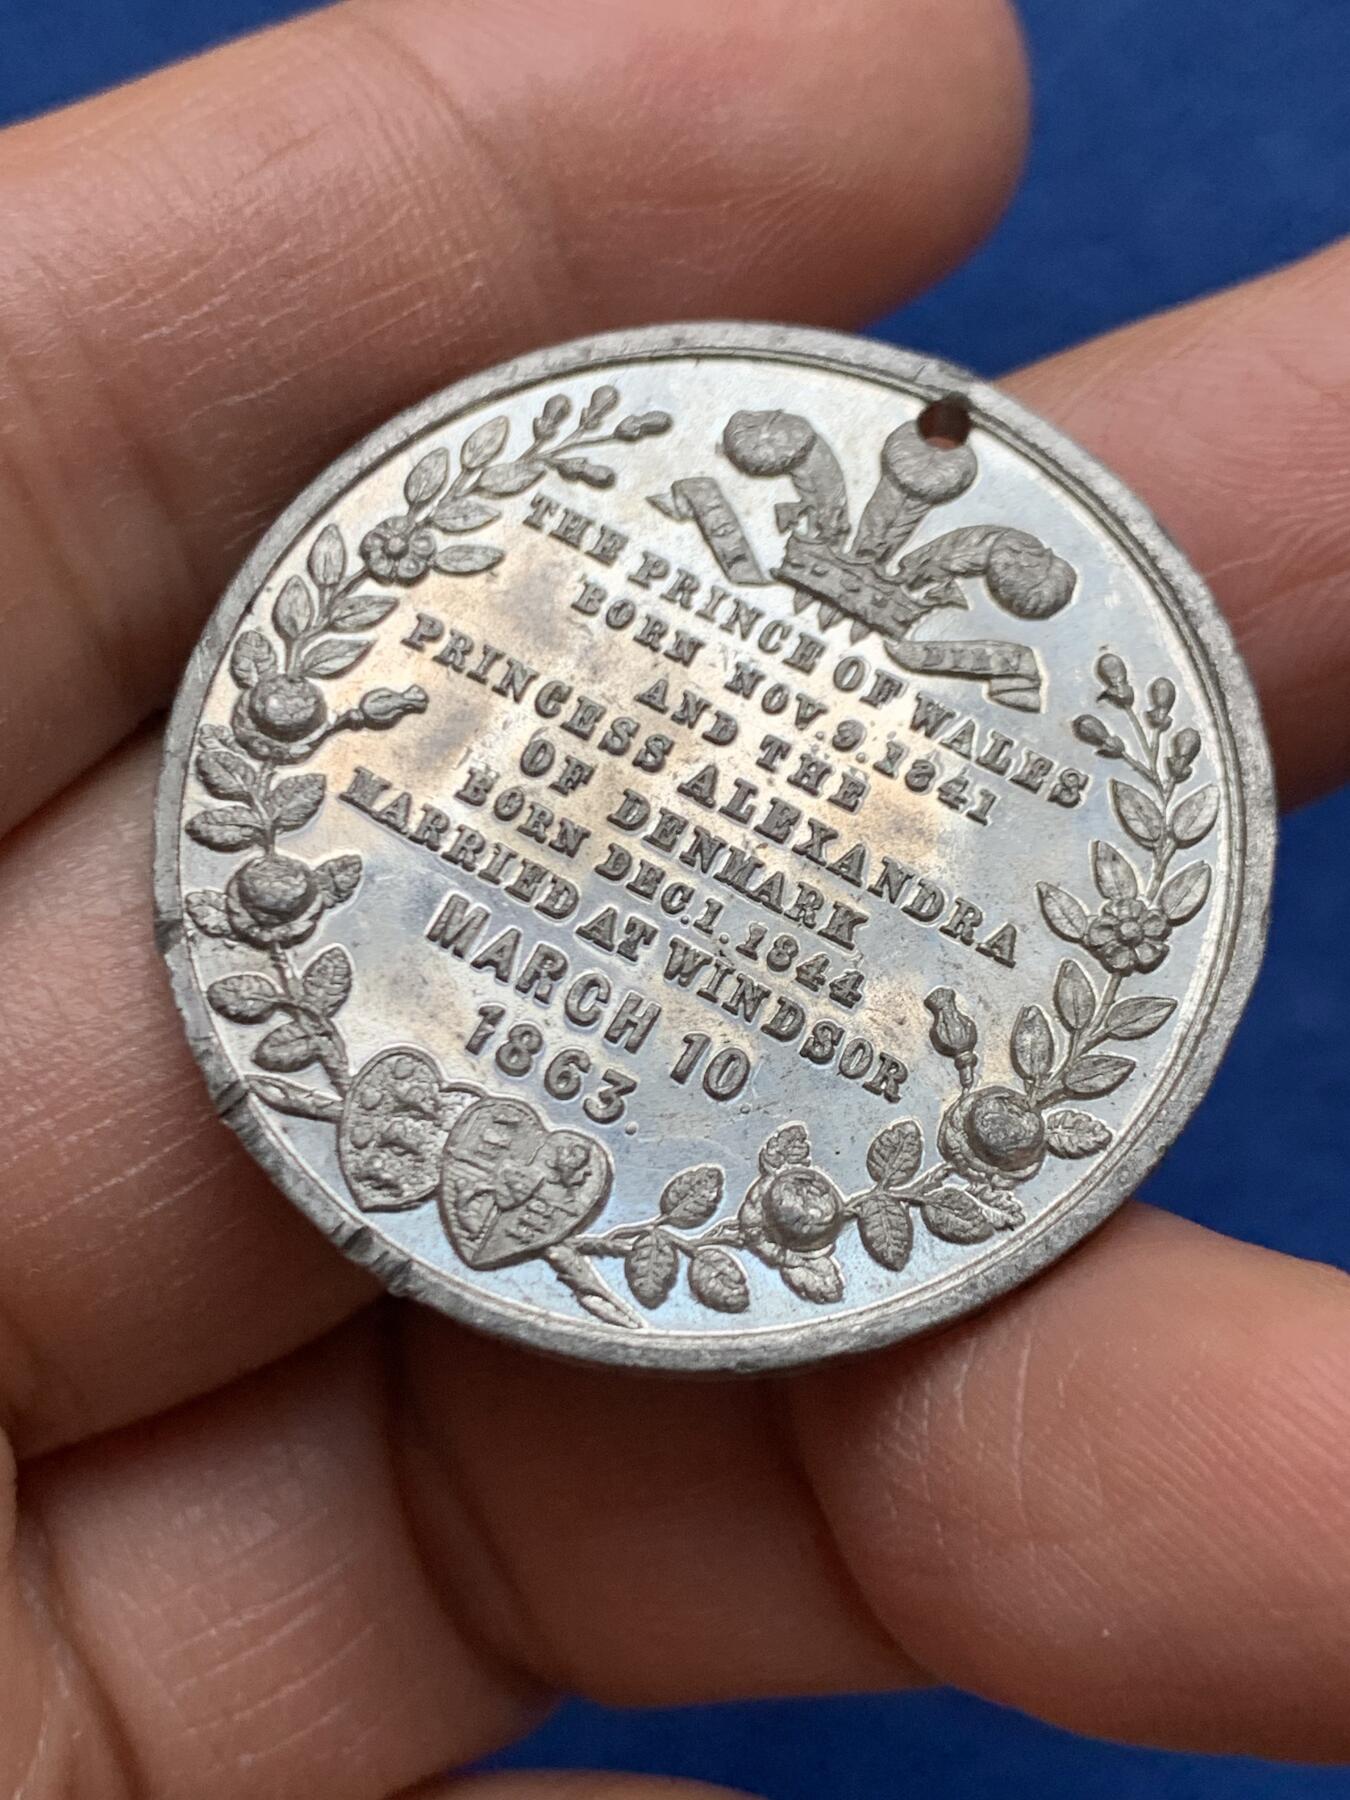 ICH
DIEN
THE PRINCE OF WALES
BORN NOV. 9. 1841
AND THE
PRINCESS ALEXANDRA
OF DENMARK
BORN DEC. 1. 1844
MARRIED AT WINDSOR
MARCH 10
1863.